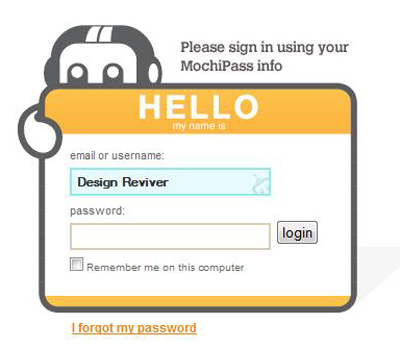 Please sign in using your
MochiPass info
HELLO
my name is
email or username:
Design Reviver
password:
login
Remember me on this computer
I forgot my password